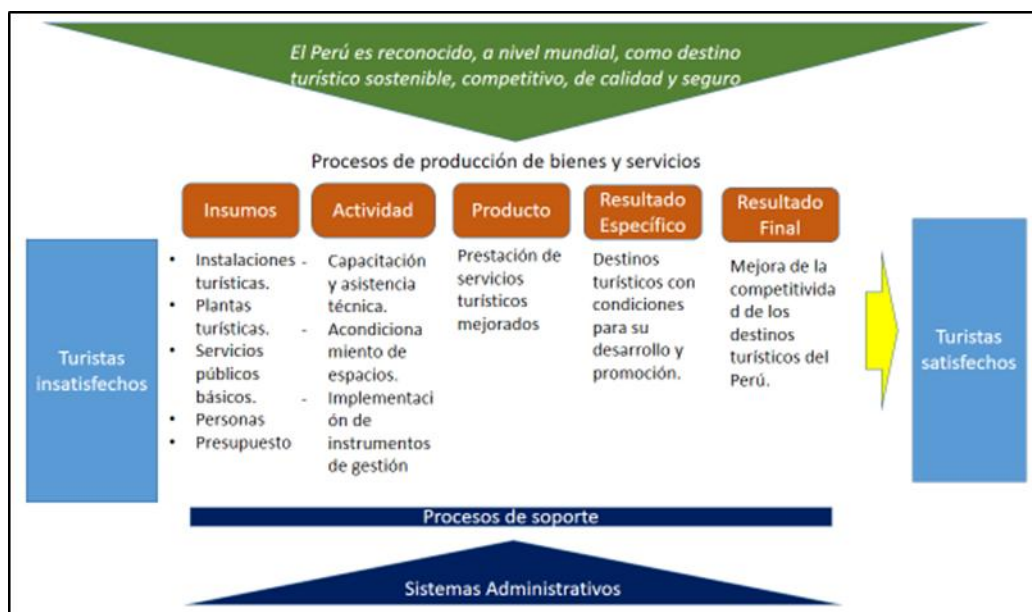 El Perú es reconocido, a nivel mundial, como destino
turístico sostenible, competitivo, de calidad y seguro
Procesos de producción de bienes y servicios
Turistas
insatisfechos
Insumos
• Instalaciones
turísticas.
• Plantas
turísticas.
• Servicios
públicos
básicos.
• Personas
• Presupuesto
Actividad
- Capacitación
y asistencia
técnica.
- Acondiciona
miento de
espacios.
- Implementaci
ón de
instrumentos
de gestión
Producto
Prestación de
servicios
turísticos
mejorados
Resultado
Específico
Destinos
turísticos con
condiciones
para su
desarrollo y
promoción.
Resultado
Final
Mejora de la
competitivida
d de los
destinos
turísticos del
Perú.
Turistas
satisfechos
Procesos de soporte
Sistemas Administrativos